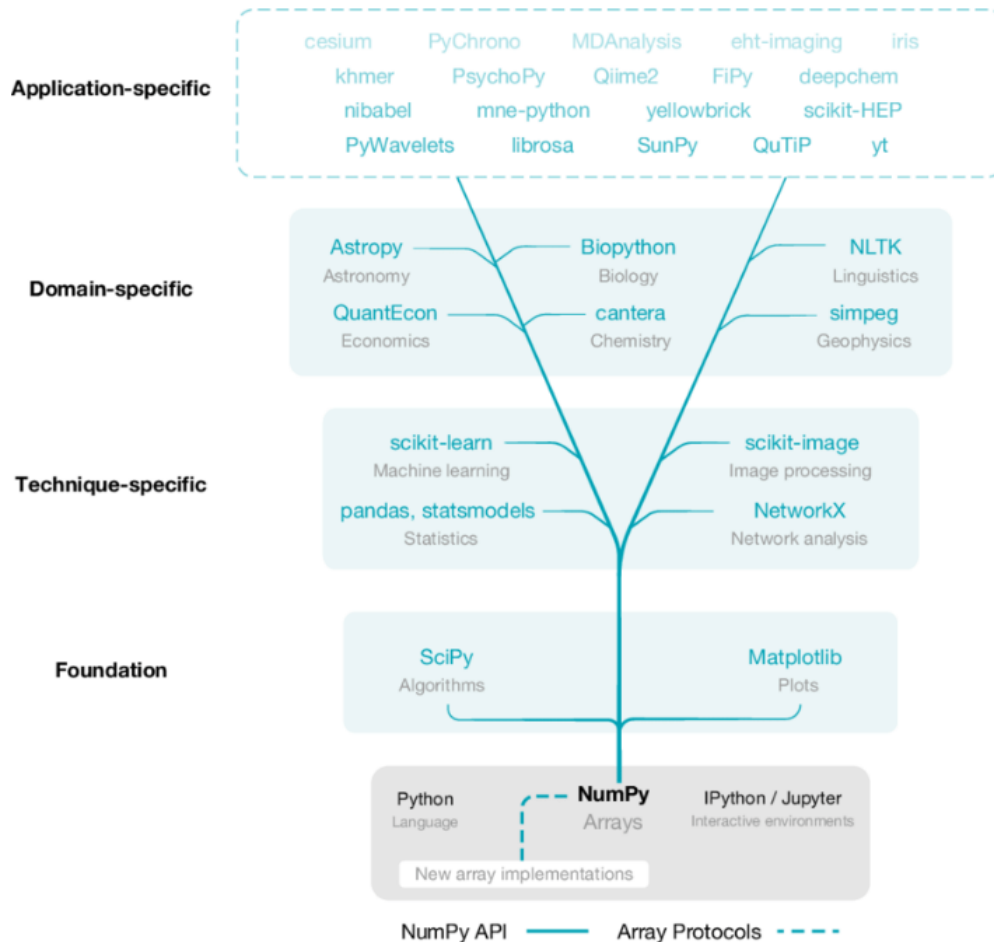 cesium PyChrono MDAnalysis eht-imaging iris
Application-specific khmer PsychoPy Qiime2 FiPy deepchem
nibabel mne-python yellowbrick scikit-HEP
PyWavelets librosa SunPy QuTiP yt
Astropy Biopython NLTK
Astronomy Biology Linguistics
Domain-specific
QuantEcon cantera simpeg
Economics Chemistry Geophysics
scikit-learn scikit-image
Machine learning Image processing
Technique-specific
pandas, statsmodels NetworkX
Statistics Network analysis
SciPy Matplotlib
Foundation
Algorithms Plots
Python NumPy IPython / Jupyter
Language Arrays Interactive environments
New array implementations
NumPy API Array Protocols